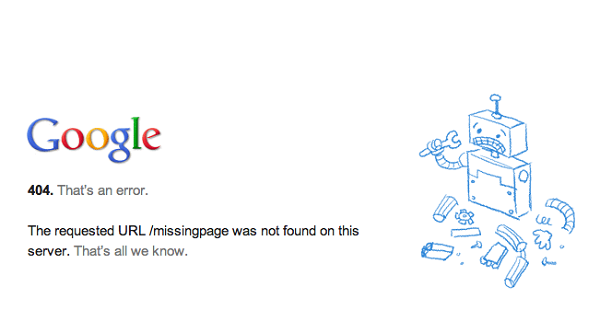 Google
404. That's an error.
The requested URL /missingpage was not found on this
server. That's all we know.